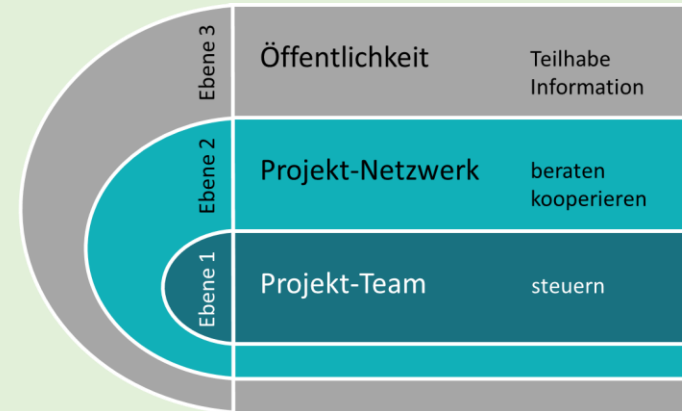 Ebene 3
Öffentlichkeit
Teilhabe
Information
Ebene 2
Projekt-Netzwerk
beraten
kooperieren
Ebene 1
Projekt-Team
steuern